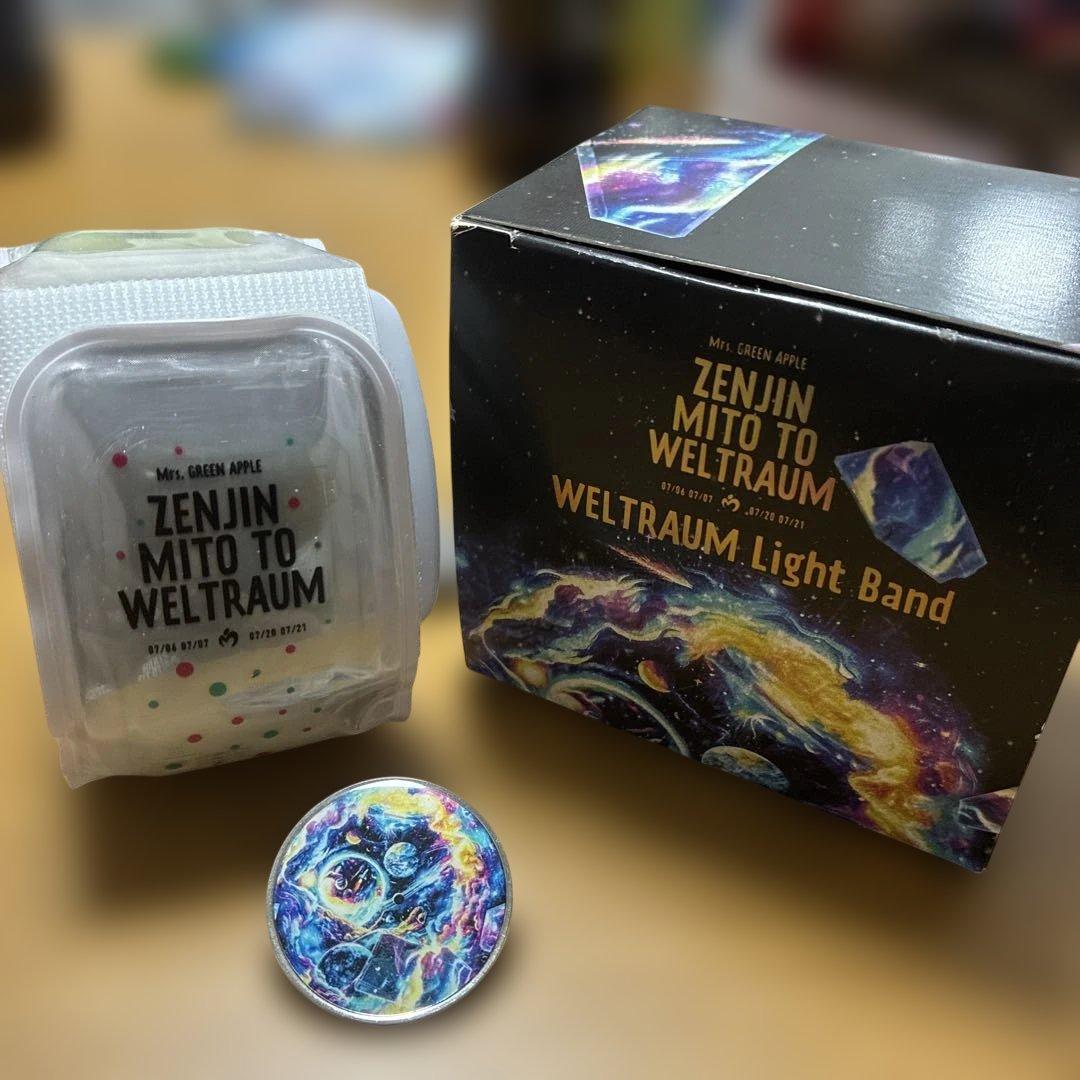 Mrs. GREEN APPLE
ZENJIN
MITO TO
WELTRAUM
07/06 07/07 07/20 07/21
Mrs. GREEN APPLE
ZENJIN
MITO TO
WELTRAUM
07/06 07/07 07/20 07/21
WELTRAUM Light Band